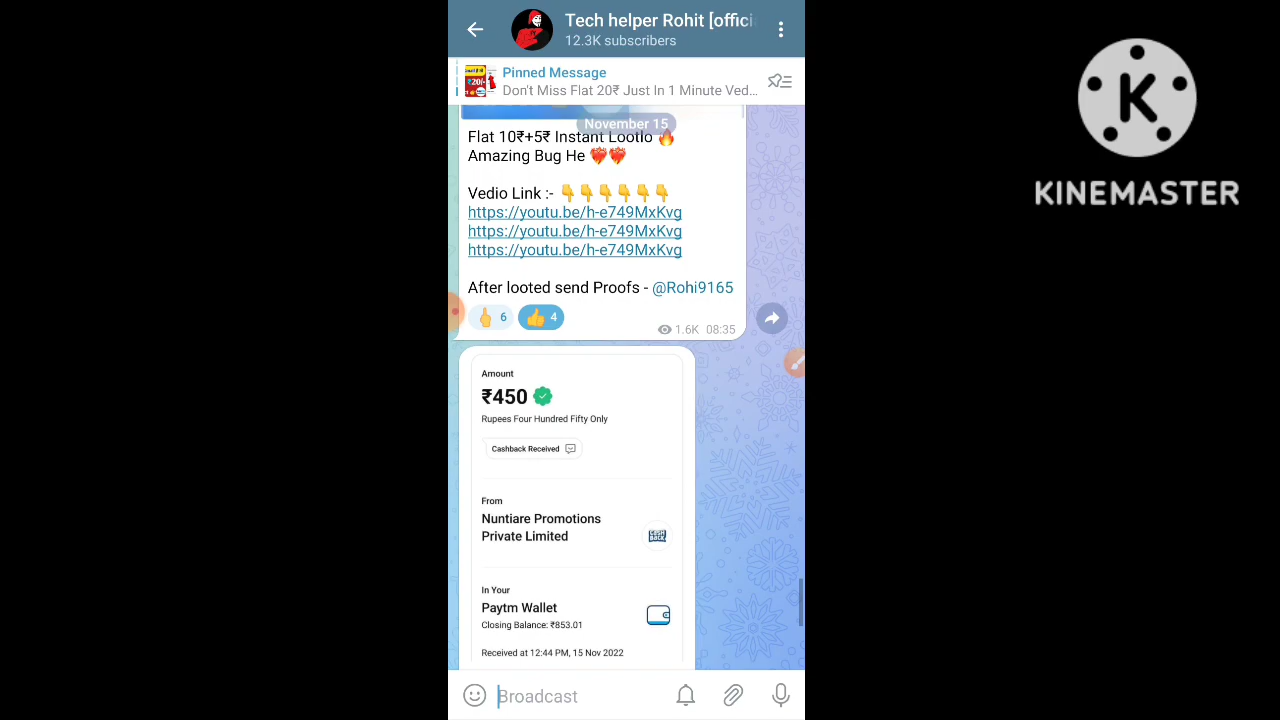 Tech helper Rohit [offici
12.3K subscribers
Pinned Message
Don't Miss Flat 20₹ Just In 1 Minute Ved...
November 15
Flat 10₹+5₹ Instant Lootlo 🔥
Amazing Bug He ❤️‍🔥❤️‍🔥
Vedio Link :- 👇👇👇👇👇👇
https://youtu.be/h-e749MxKvg
https://youtu.be/h-e749MxKvg
https://youtu.be/h-e749MxKvg
After looted send Proofs - @Rohi9165
👆 6 👍 4
1.6K 08:35
Amount
₹450
Rupees Four Hundred Fifty Only
Cashback Received
From
Nuntiare Promotions
Private Limited
CASH
BACK
In Your
Paytm Wallet
Closing Balance: ₹853.01
Received at 12:44 PM, 15 Nov 2022
Broadcast
K
KINEMASTER